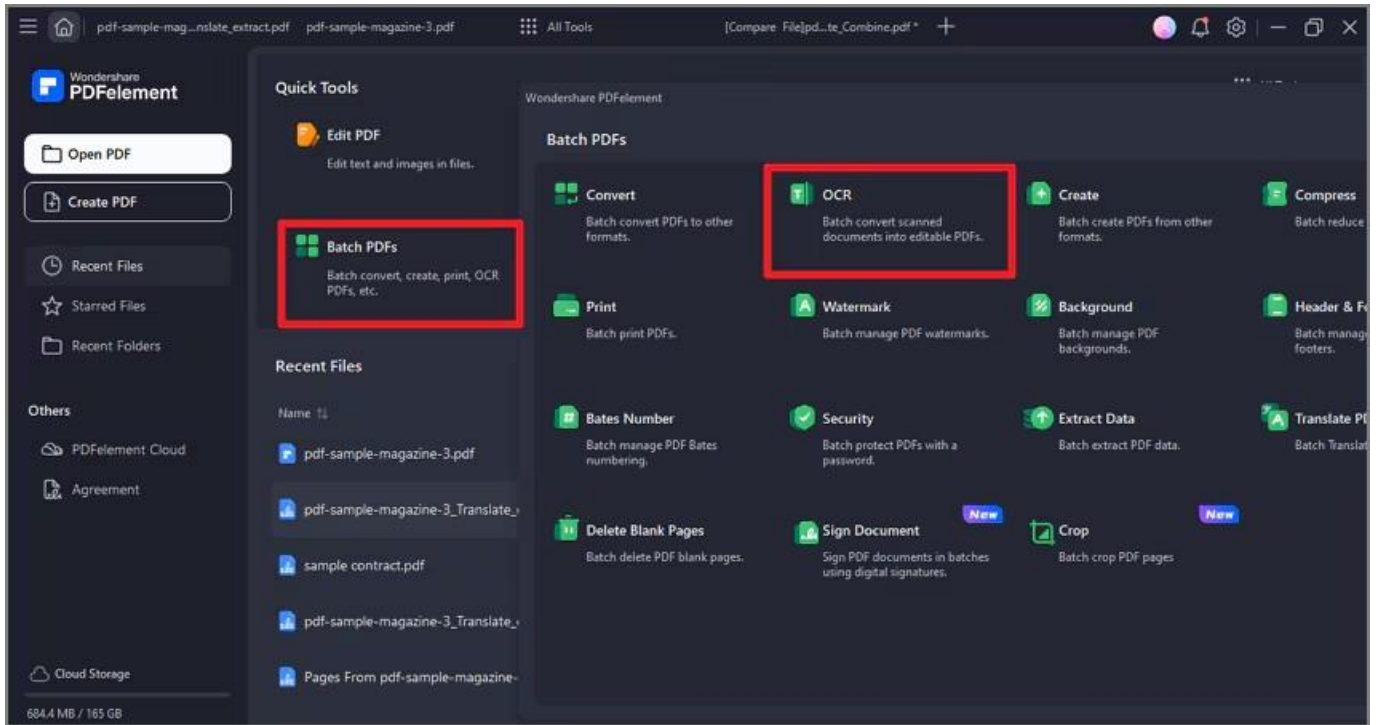 pdf-sample-mag...nslate_extract.pdf
pdf-sample-magazine-3.pdf
All Tools
[Compare File]pd...te_Combine.pdf *
Wondershare
PDFelement
Open PDF
Create PDF
Recent Files
Starred Files
Recent Folders
Others
PDFelement Cloud
Agreement
Cloud Storage
684.4 MB / 165 GB
Quick Tools
Edit PDF
Edit text and images in files.
Batch PDFs
Batch convert, create, print, OCR
PDFs, etc.
Recent Files
Name
pdf-sample-magazine-3.pdf
pdf-sample-magazine-3_Translate_
sample contract.pdf
pdf-sample-magazine-3_Translate_
Pages From pdf-sample-magazine-
Wondershare PDFelement
Batch PDFs
Convert
Batch convert PDFs to other
formats.
OCR
Batch convert scanned
documents into editable PDFs.
Create
Batch create PDFs from other
formats.
Compress
Batch reduce
Print
Batch print PDFs.
Watermark
Batch manage PDF watermarks.
Background
Batch manage PDF
backgrounds.
Header & F
Batch manag
footers.
Bates Number
Batch manage PDF Bates
numbering.
Security
Batch protect PDFs with a
password.
Extract Data
Batch extract PDF data.
Translate P
Batch Translat
Delete Blank Pages
Batch delete PDF blank pages.
New
Sign Document
Sign PDF documents in batches
using digital signatures.
New
Crop
Batch crop PDF pages